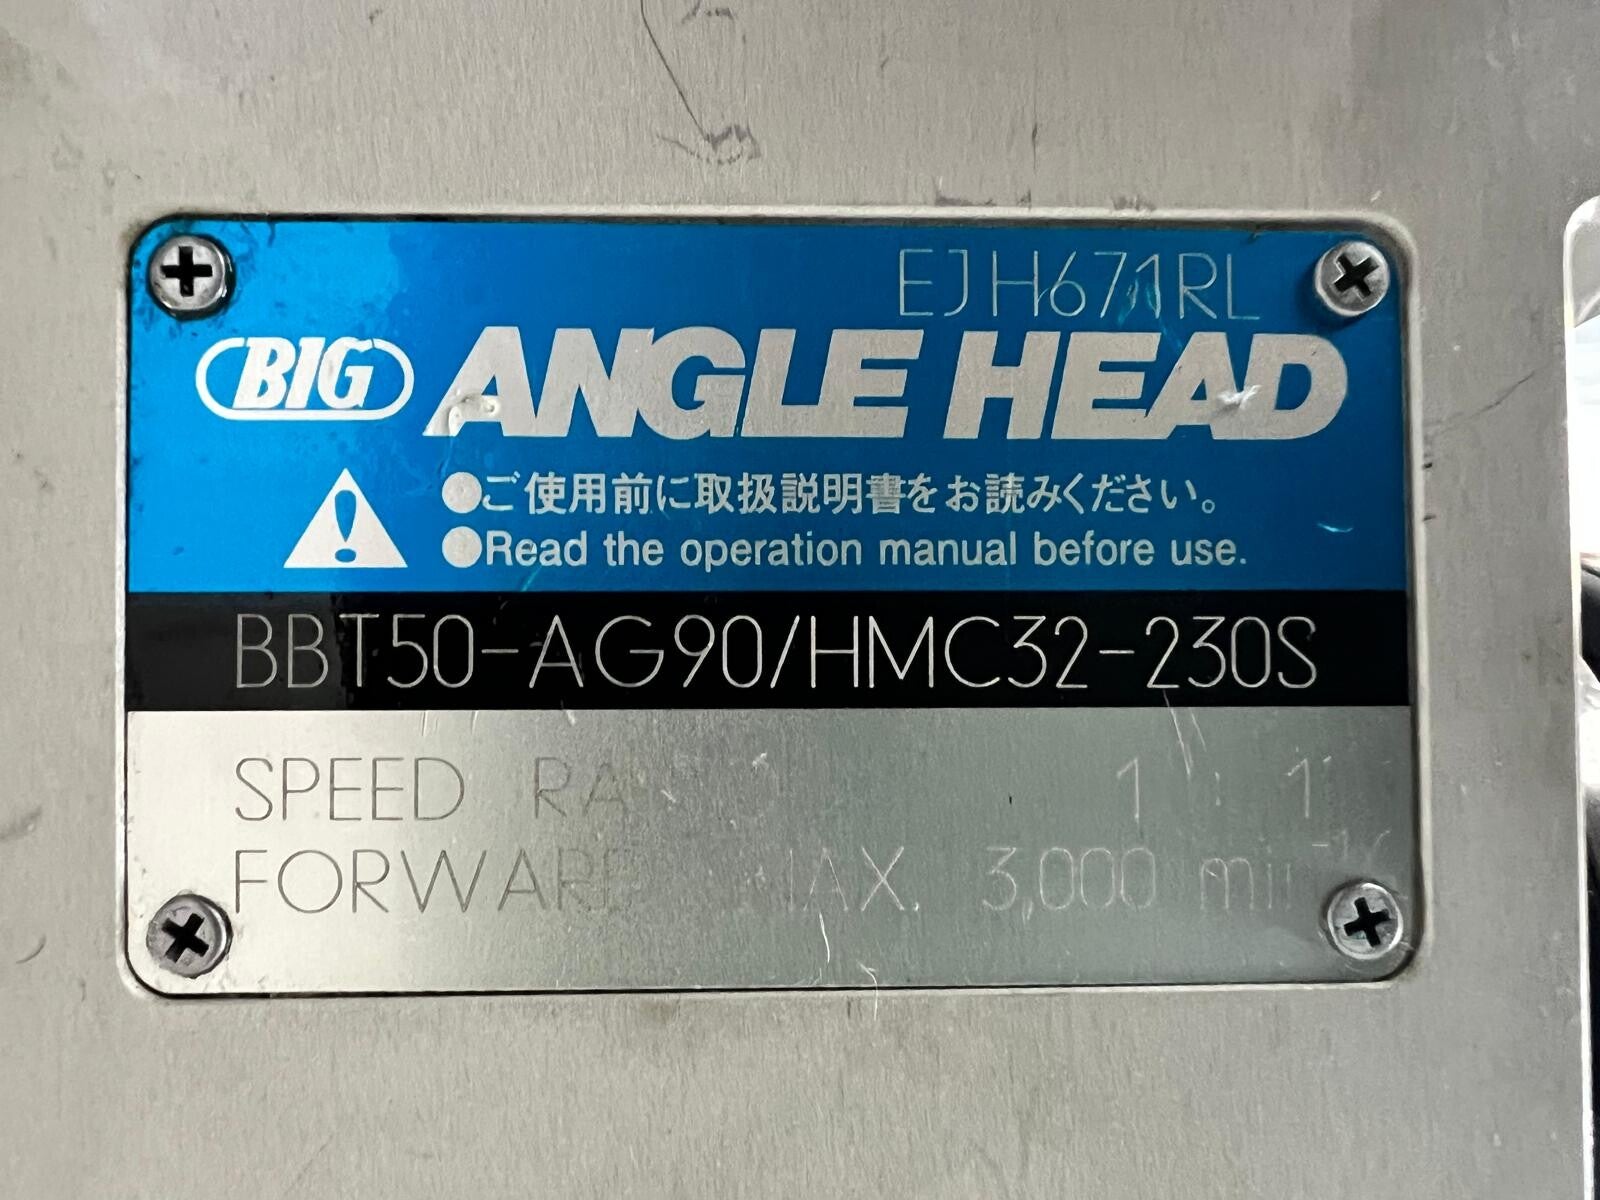 EJH671RL
BIG ANGLE HEAD
●ご使用前に取扱説明書をお読みください。
●Read the operation manual before use.
BBT50-AG90/HMC32-230S
SPEED 1 : 1
MAX. 3,000